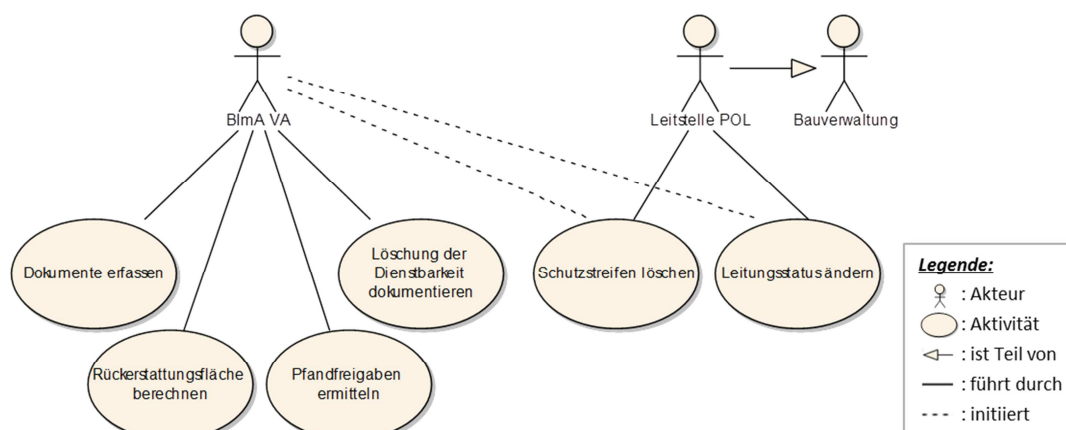 BImA VA
Leitstelle POL
Bauverwaltung
Dokumente erfassen
Löschung der
Dienstbarkeit
dokumentieren
Schutzstreifen löschen
Leitungsstatus ändern
Rückerstattungsfläche
berechnen
Pfandfreigaben
ermitteln
Legende:
: Akteur
: Aktivität
: ist Teil von
: führt durch
: initiiert